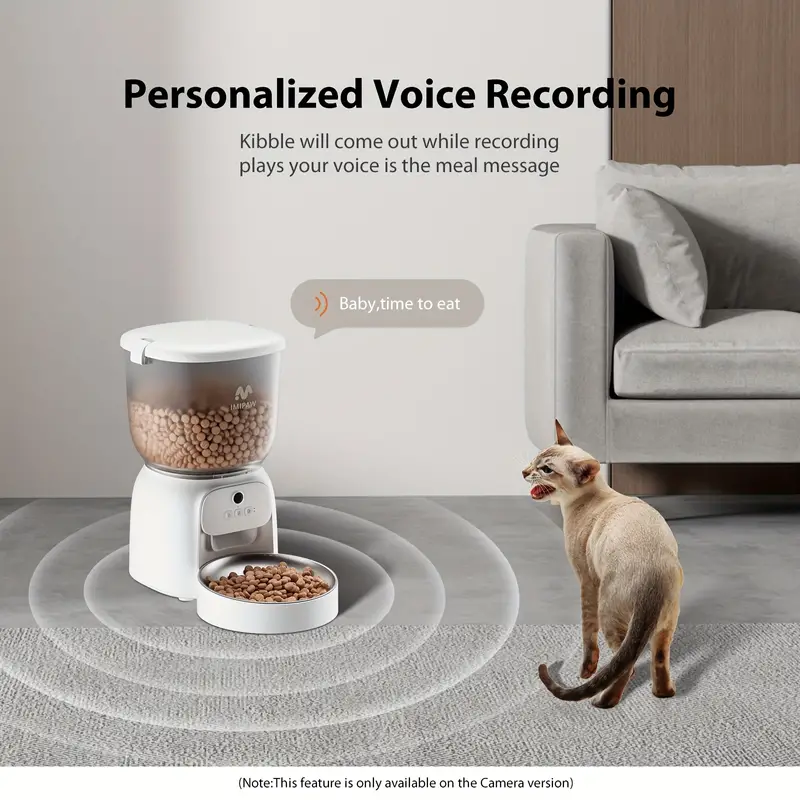 Personalized Voice Recording
Kibble will come out while recording
plays your voice is the meal message
Baby,time to eat
IMIPAW
(Note:This feature is only available on the Camera version)